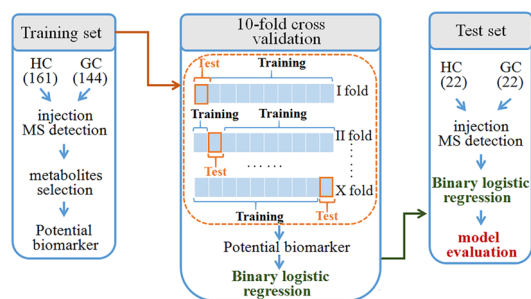 Training set
HC GC
(161) (144)
injection
MS detection
metabolites
selection
Potential
biomarker
10-fold cross
validation
Test Training
I fold
Training Training
II fold
Test
......
X fold
Training Test
Potential biomarker
Binary logistic
regression
Test set
HC GC
(22) (22)
injection
MS detection
Binary logistic
regression
model
evaluation